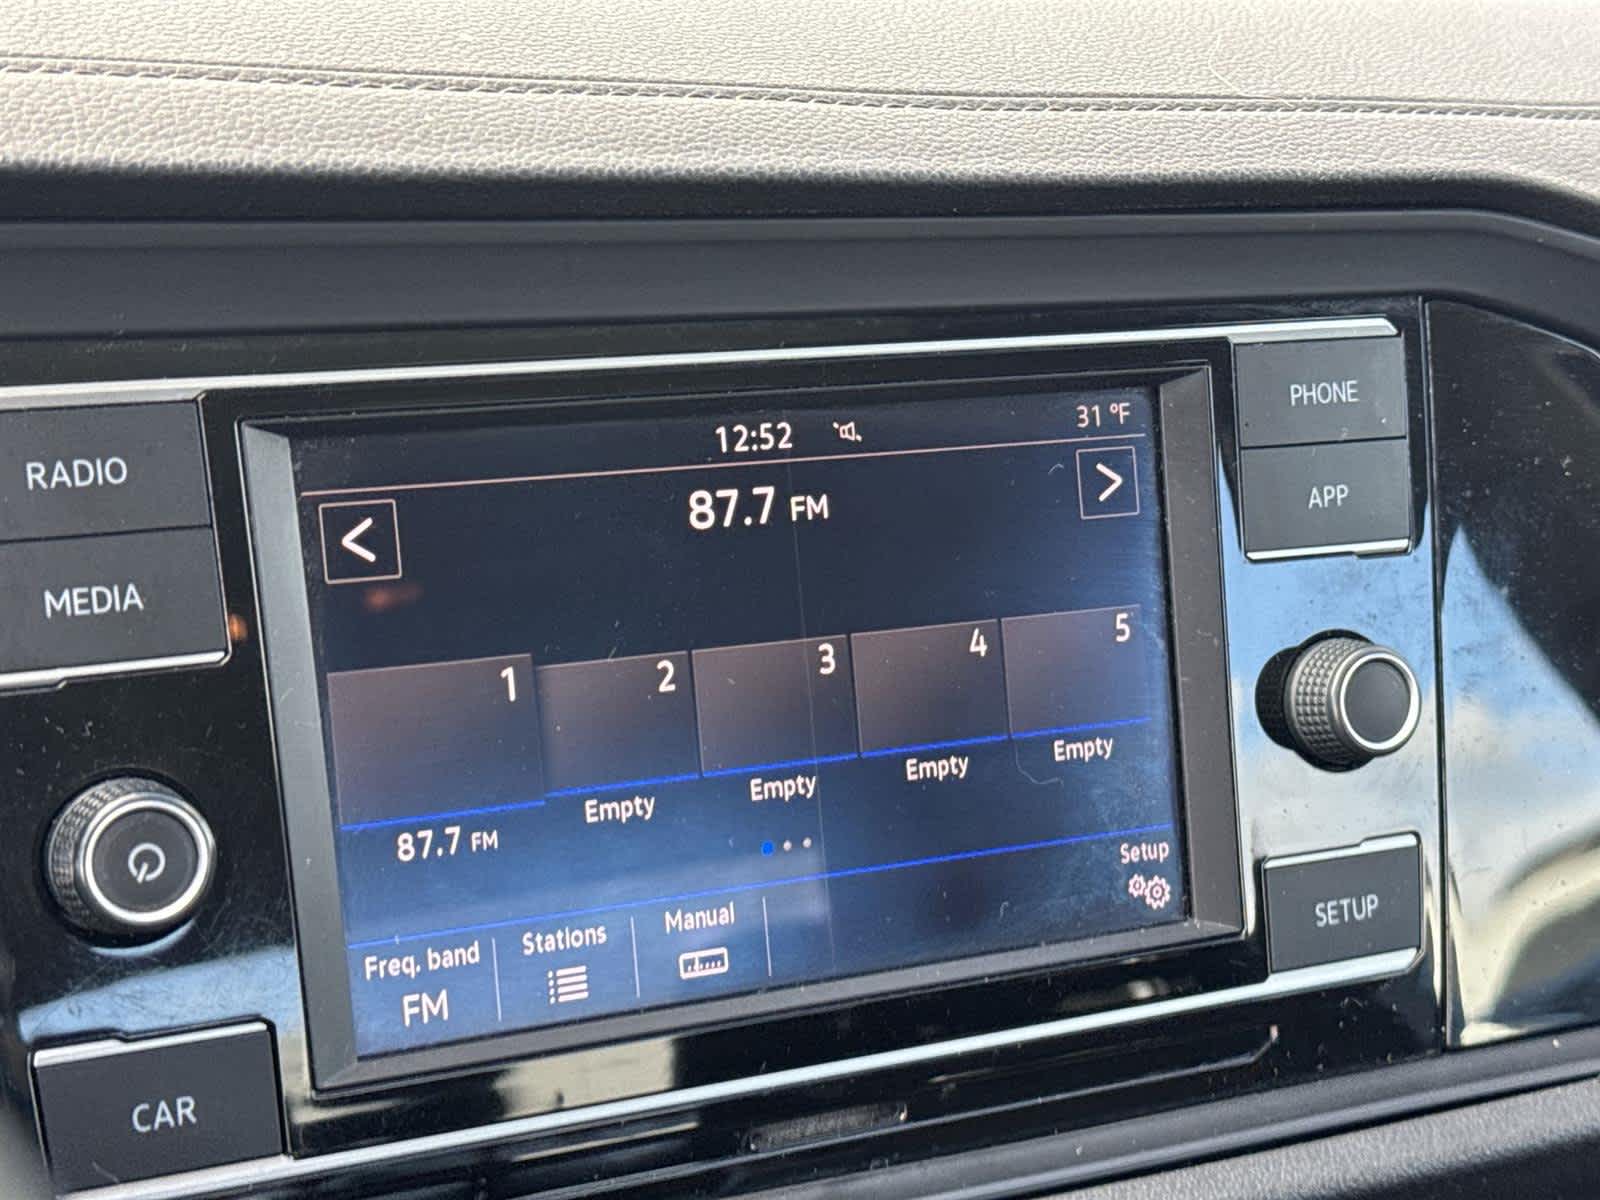 RADIO
MEDIA
CAR
12:52
31 °F
87.7 FM
<
>
1
2
3
4
5
87.7 FM
Empty
Empty
Empty
Empty
Freq. band
FM
Stations
Manual
Setup
PHONE
APP
SETUP